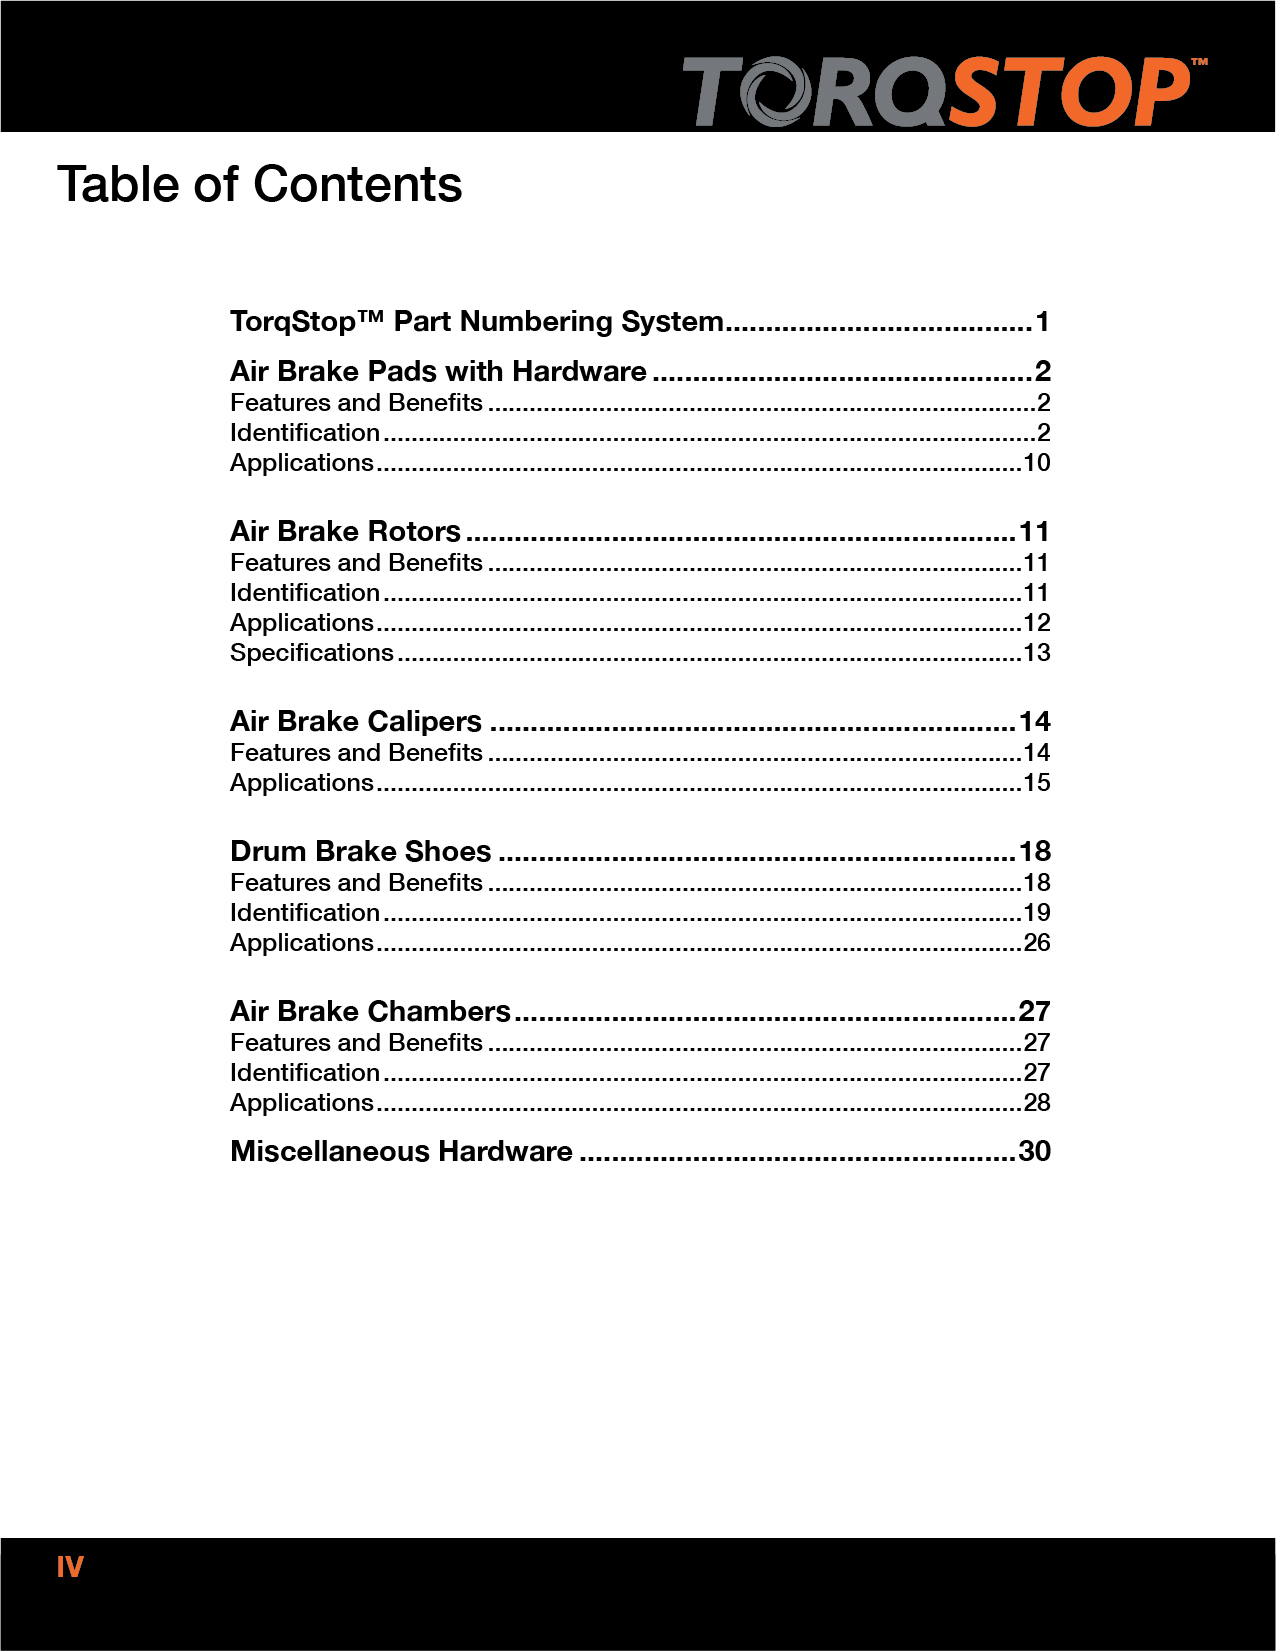 TORQSTOP™
Table of Contents
TorqStop™ Part Numbering System......................................1
Air Brake Pads with Hardware ...............................................2
Features and Benefits ...............................................................................2
Identification..............................................................................................2
Applications.............................................................................................10
Air Brake Rotors ....................................................................11
Features and Benefits .............................................................................11
Identification............................................................................................11
Applications.............................................................................................12
Specifications..........................................................................................13
Air Brake Calipers .................................................................14
Features and Benefits .............................................................................14
Applications.............................................................................................15
Drum Brake Shoes ................................................................18
Features and Benefits .............................................................................18
Identification............................................................................................19
Applications.............................................................................................26
Air Brake Chambers..............................................................27
Features and Benefits .............................................................................27
Identification............................................................................................27
Applications.............................................................................................28
Miscellaneous Hardware ......................................................30
IV